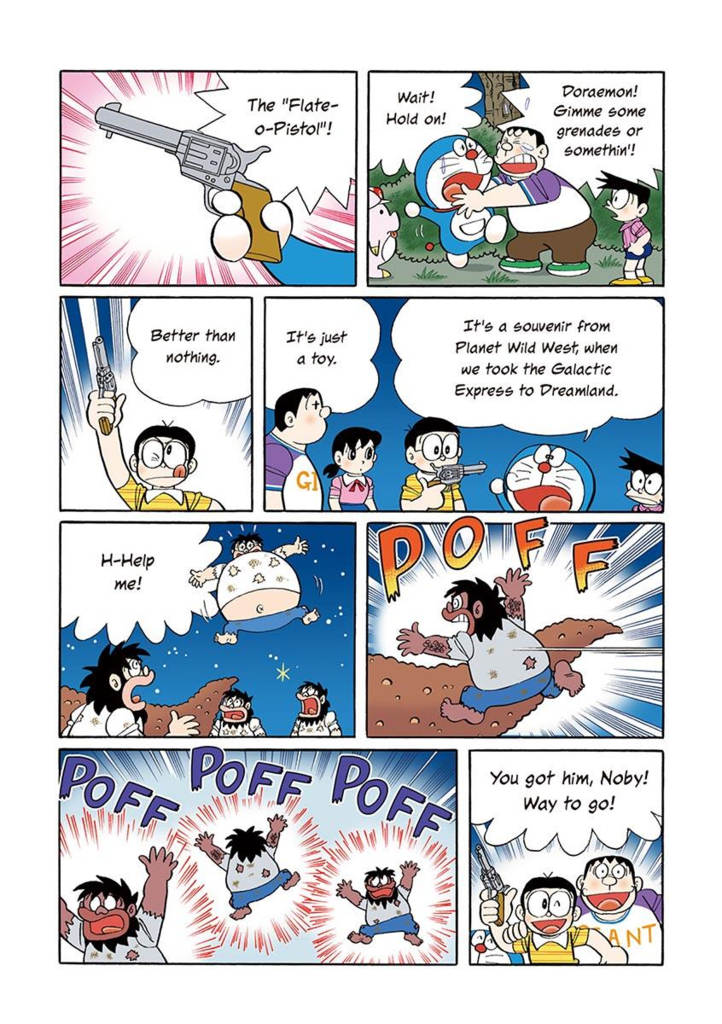 The "Flate-
o-Pistol"!
Wait!
Hold on!
Doraemon!
Gimme some
grenades or
somethin'!
Better than
nothing.
It's just
a toy.
It's a souvenir from
Planet Wild West, when
we took the Galactic
Express to Dreamland.
GI
H-Help
me!
POFF
POFF
POFF
POFF
You got him, Noby!
Way to go!
ANT